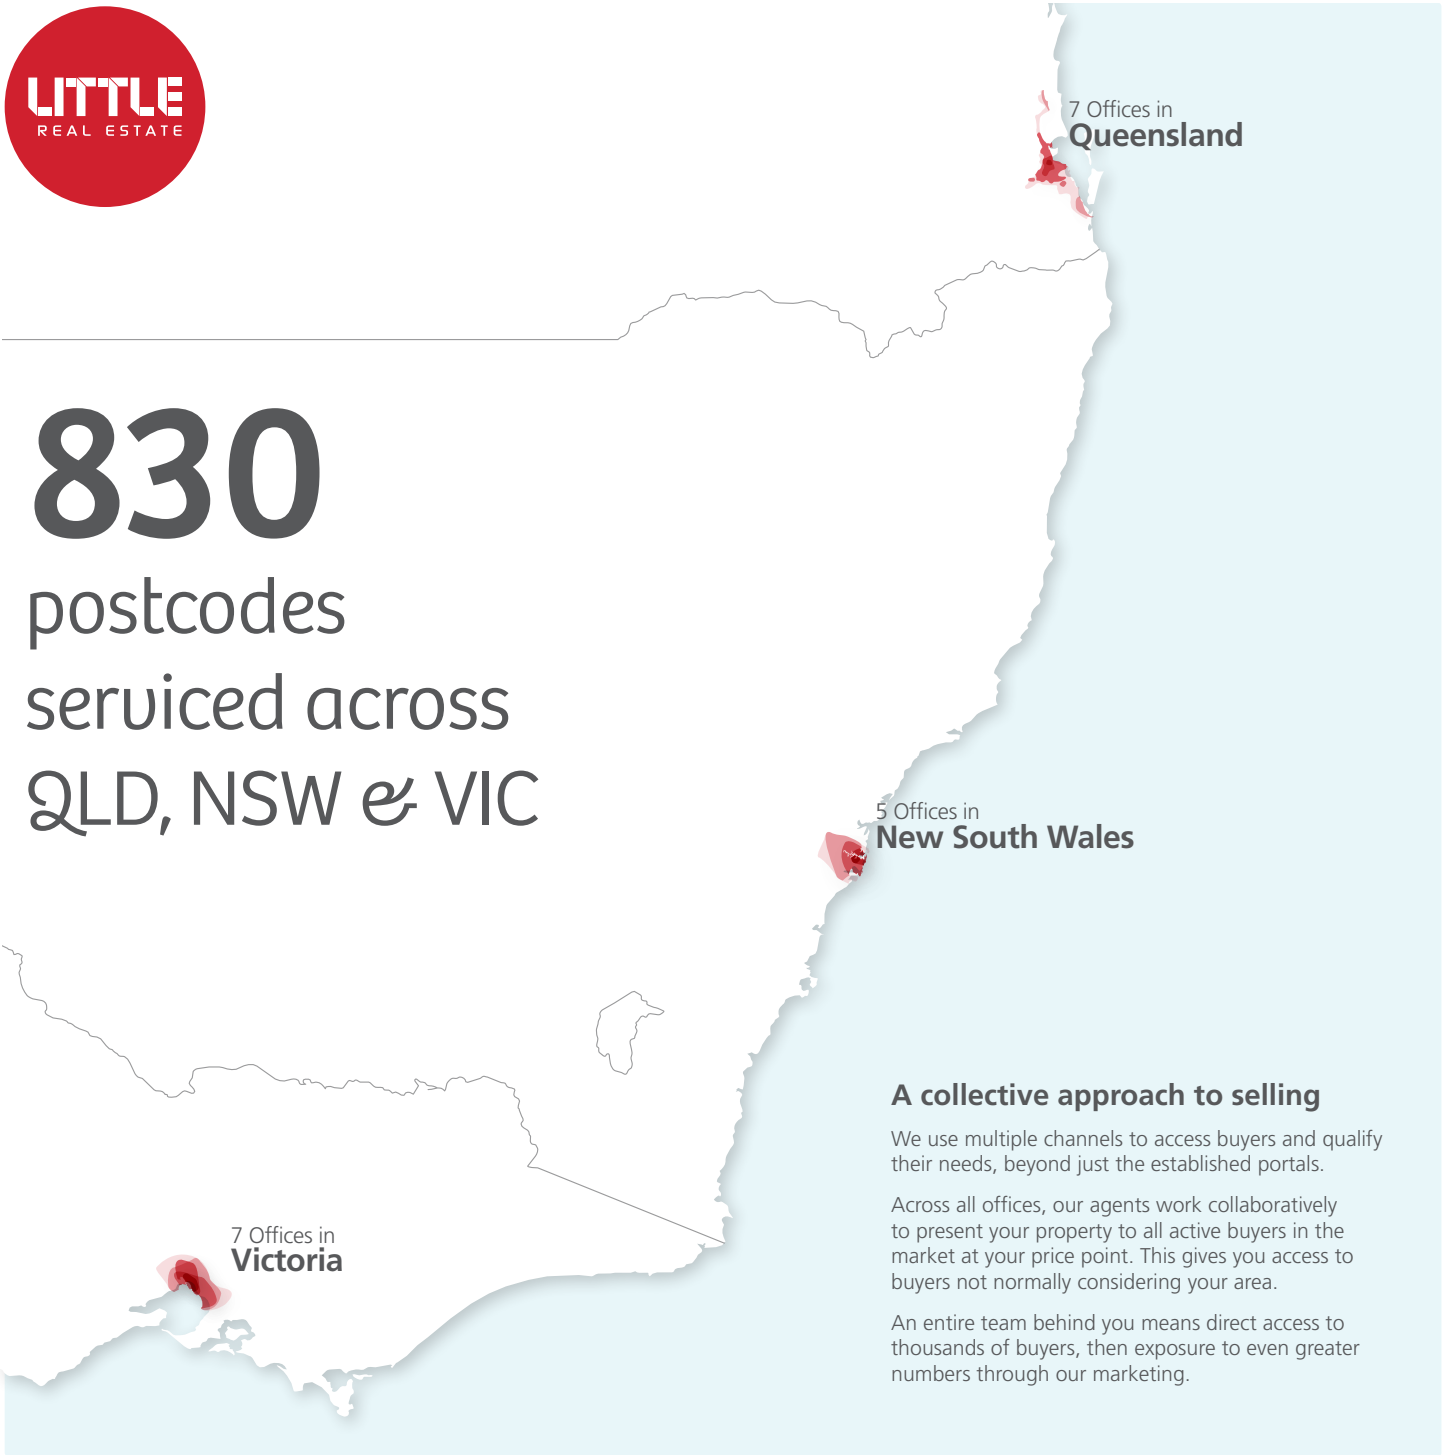 LITTLE
REAL ESTATE
7 Offices in
Queensland
830
postcodes
serviced across
QLD, NSW & VIC
5 Offices in
New South Wales
A collective approach to selling
We use multiple channels to access buyers and qualify
their needs, beyond just the established portals.
Across all offices, our agents work collaboratively
to present your property to all active buyers in the
market at your price point. This gives you access to
buyers not normally considering your area.
An entire team behind you means direct access to
thousands of buyers, then exposure to even greater
numbers through our marketing.
7 Offices in
Victoria